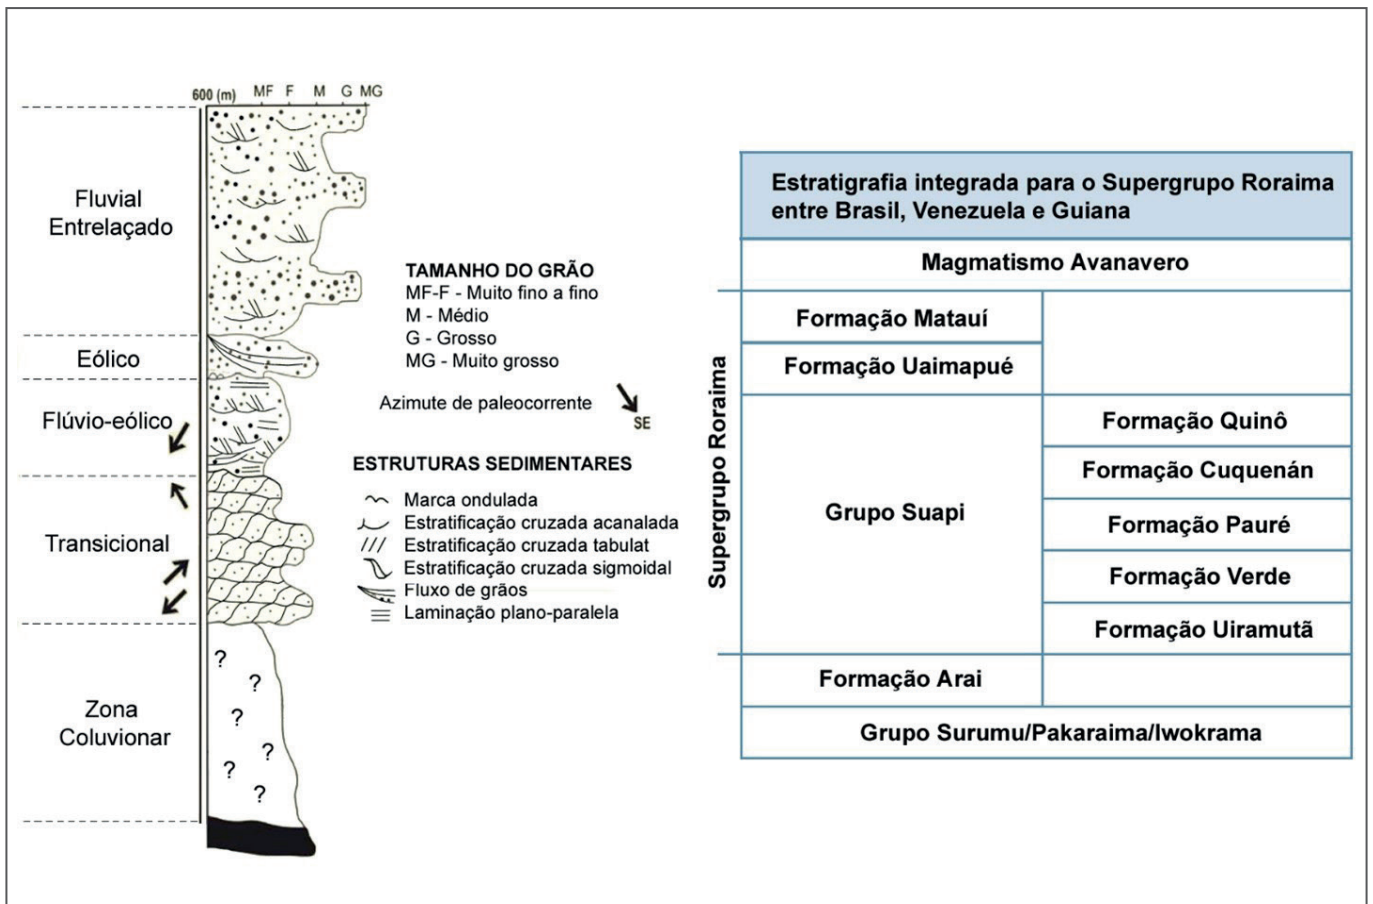 600 (m) MF F M G MG
Fluvial
Entrelaçado
Eólico
Flúvio-eólico
Transicional
Zona
Coluvionar
? 
?
?
?
?
?
TAMANHO DO GRÃO
MF-F - Muito fino a fino
M - Médio
G - Grosso
MG - Muito grosso
Azimute de paleocorrente
SE
ESTRUTURAS SEDIMENTARES
Marca ondulada
Estratificação cruzada acanalada
Estratificação cruzada tabulat
Estratificação cruzada sigmoidal
Fluxo de grãos
Laminação plano-paralela
Estratigrafia integrada para o Supergrupo Roraima
entre Brasil, Venezuela e Guiana
Magmatismo Avanavero
Supergrupo Roraima
Formação Matauí
Formação Uaimapué
Grupo Suapi
Formação Quinô
Formação Cuquenán
Formação Pauré
Formação Verde
Formação Uiramutã
Formação Arai
Grupo Surumu/Pakaraima/Iwokrama